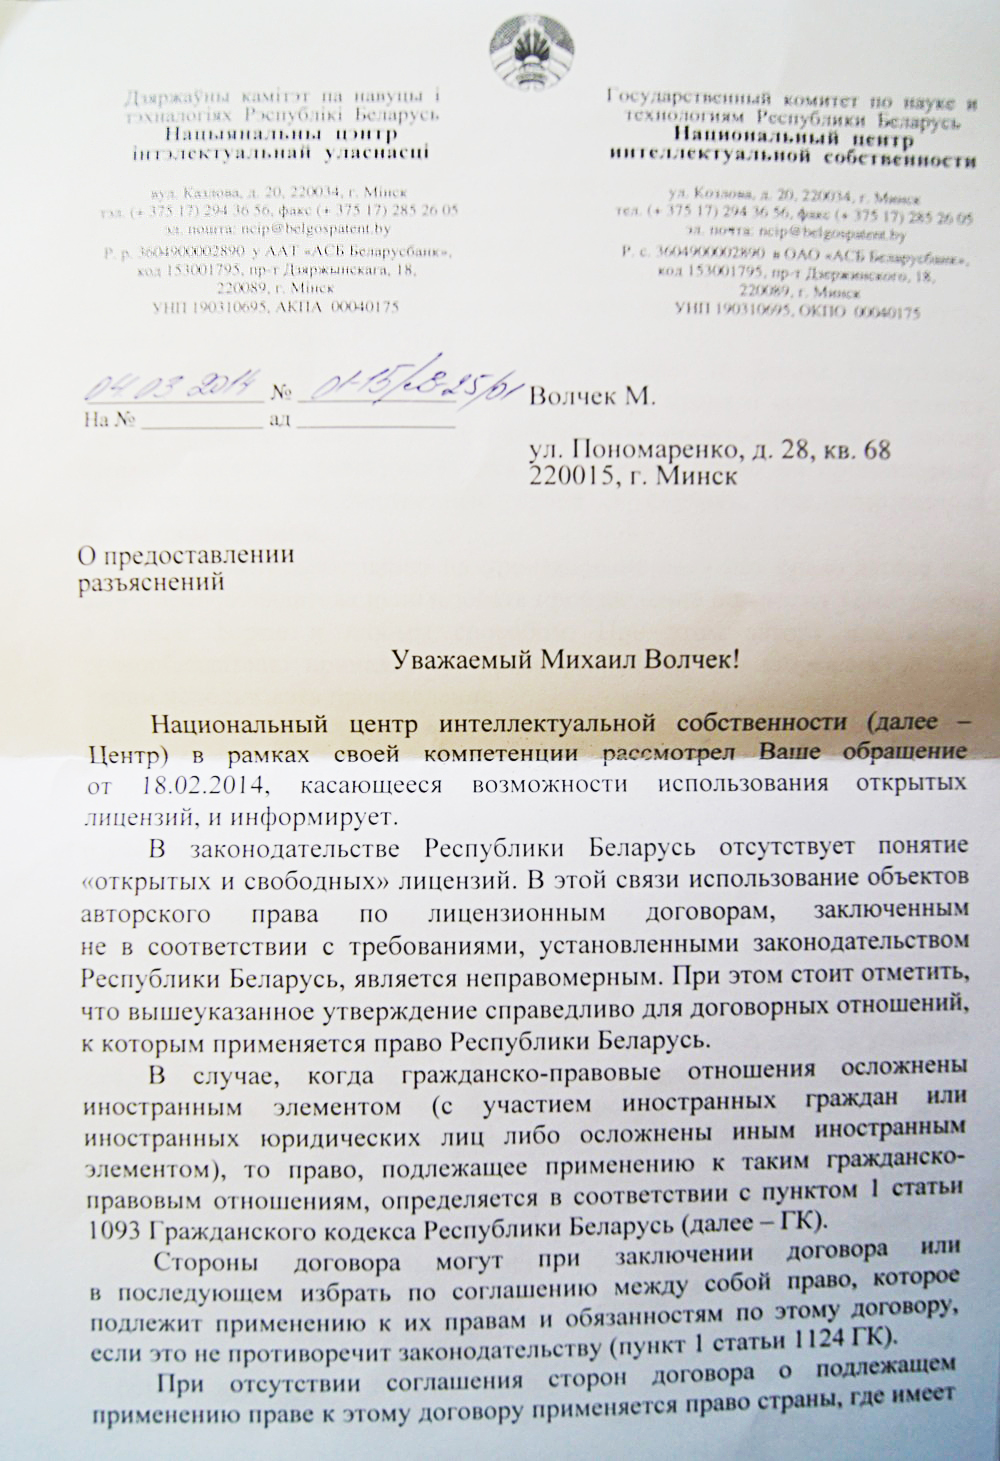 Дзяржаўны камітэт па навуцы і
тэхналогіях Рэспублікі Беларусь
Нацыянальны цэнтр
інтэлектуальнай уласнасці
вул. Казлова, д. 20, 220034, г. Мінск
тэл. (+ 375 17) 294 36 56, факс (+ 375 17) 285 26 05
эл. пошта: ncip@belgospatent.by
Р. р. 3604900002890 у ААТ «АСБ Беларусбанк»,
код 153001795, пр-т Дзяржынскага, 18,
220089, г. Мінск
УНП 190310695, АКПА 00040175
Государственный комитет по науке и
технологиям Республики Беларусь
Национальный центр
интеллектуальной собственности
ул. Козлова, д. 20, 220034, г. Минск
тел. (+ 375 17) 294 36 56, факс (+ 375 17) 285 26 05
эл. почта: ncip@belgospatent.by
Р. с. 3604900002890 в ОАО «АСБ Беларусбанк»,
код 153001795, пр-т Дзержинского, 18,
220089, г. Минск
УНП 190310695, ОКПО 00040175
04.03 2014 №
На № ад
Волчек М.
ул. Пономаренко, д. 28, кв. 68
220015, г. Минск
О предоставлении
разъяснений
Уважаемый Михаил Волчек!
Национальный центр интеллектуальной собственности (далее –
Центр) в рамках своей компетенции рассмотрел Ваше обращение
от 18.02.2014, касающееся возможности использования открытых
лицензий, и информирует.
В законодательстве Республики Беларусь отсутствует понятие
«открытых и свободных» лицензий. В этой связи использование объектов
авторского права по лицензионным договорам, заключенным
не в соответствии с требованиями, установленными законодательством
Республики Беларусь, является неправомерным. При этом стоит отметить,
что вышеуказанное утверждение справедливо для договорных отношений,
к которым применяется право Республики Беларусь.
В случае, когда гражданско-правовые отношения осложнены
иностранным элементом (с участием иностранных граждан или
иностранных юридических лиц либо осложнены иным иностранным
элементом), то право, подлежащее применению к таким гражданско-
правовым отношениям, определяется в соответствии с пунктом 1 статьи
1093 Гражданского кодекса Республики Беларусь (далее – ГК).
Стороны договора могут при заключении договора или
в последующем избрать по соглашению между собой право, которое
подлежит применению к их правам и обязанностям по этому договору,
если это не противоречит законодательству (пункт 1 статьи 1124 ГК).
При отсутствии соглашения сторон договора о подлежащем
применению праве к этому договору применяется право страны, где имеет